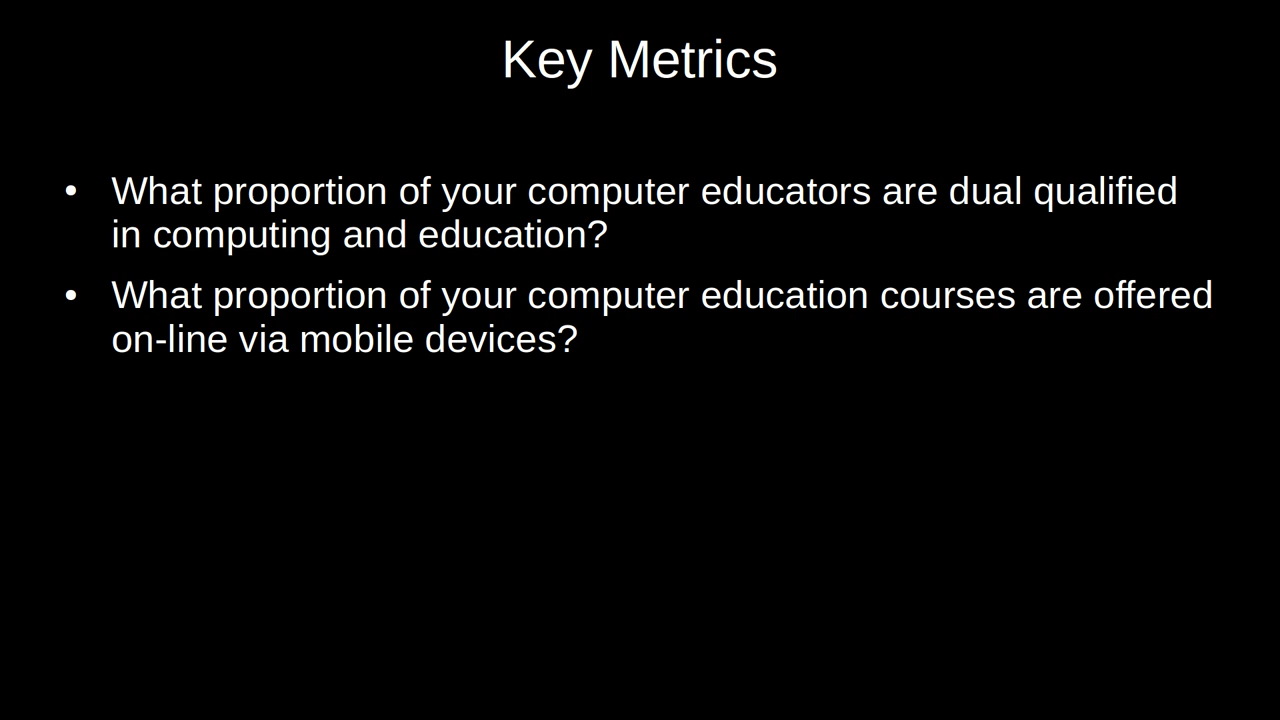 Key Metrics
• What proportion of your computer educators are dual qualified
in computing and education?
• What proportion of your computer education courses are offered
on-line via mobile devices?